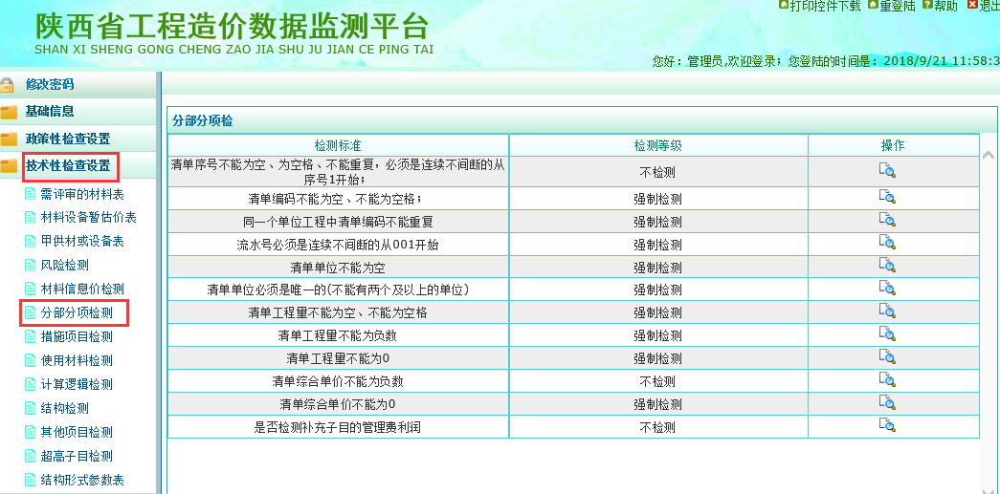 打印控件下载 重登陆 帮助 退出
陕西省工程造价数据监测平台
SHAN XI SHENG GONG CHENG ZAO JIA SHU JU JIAN CE PING TAI
您好：管理员,欢迎登录；您登陆的时间是：2018/9/21 11:58:3
修改密码
基础信息
政策性检查设置
技术性检查设置
需评审的材料表
材料设备暂估价表
甲供材或设备表
风险检测
材料信息价检测
分部分项检测
措施项目检测
使用材料检测
计算逻辑检测
结构检测
其他项目检测
超高子目检测
结构形式参数表
分部分项检
检测标准 检测等级 操作
清单序号不能为空、为空格、不能重复，必须是连续不间断的从
序号1开始； 不检测
清单编码不能为空、不能为空格； 强制检测
同一个单位工程中清单编码不能重复 强制检测
流水号必须是连续不间断的从001开始 强制检测
清单单位不能为空 强制检测
清单单位必须是唯一的(不能有两个及以上的单位) 强制检测
清单工程量不能为空、不能为空格 强制检测
清单工程量不能为负数 强制检测
清单工程量不能为0 强制检测
清单综合单价不能为负数 不检测
清单综合单价不能为0 强制检测
是否检测补充子目的管理费利润 不检测